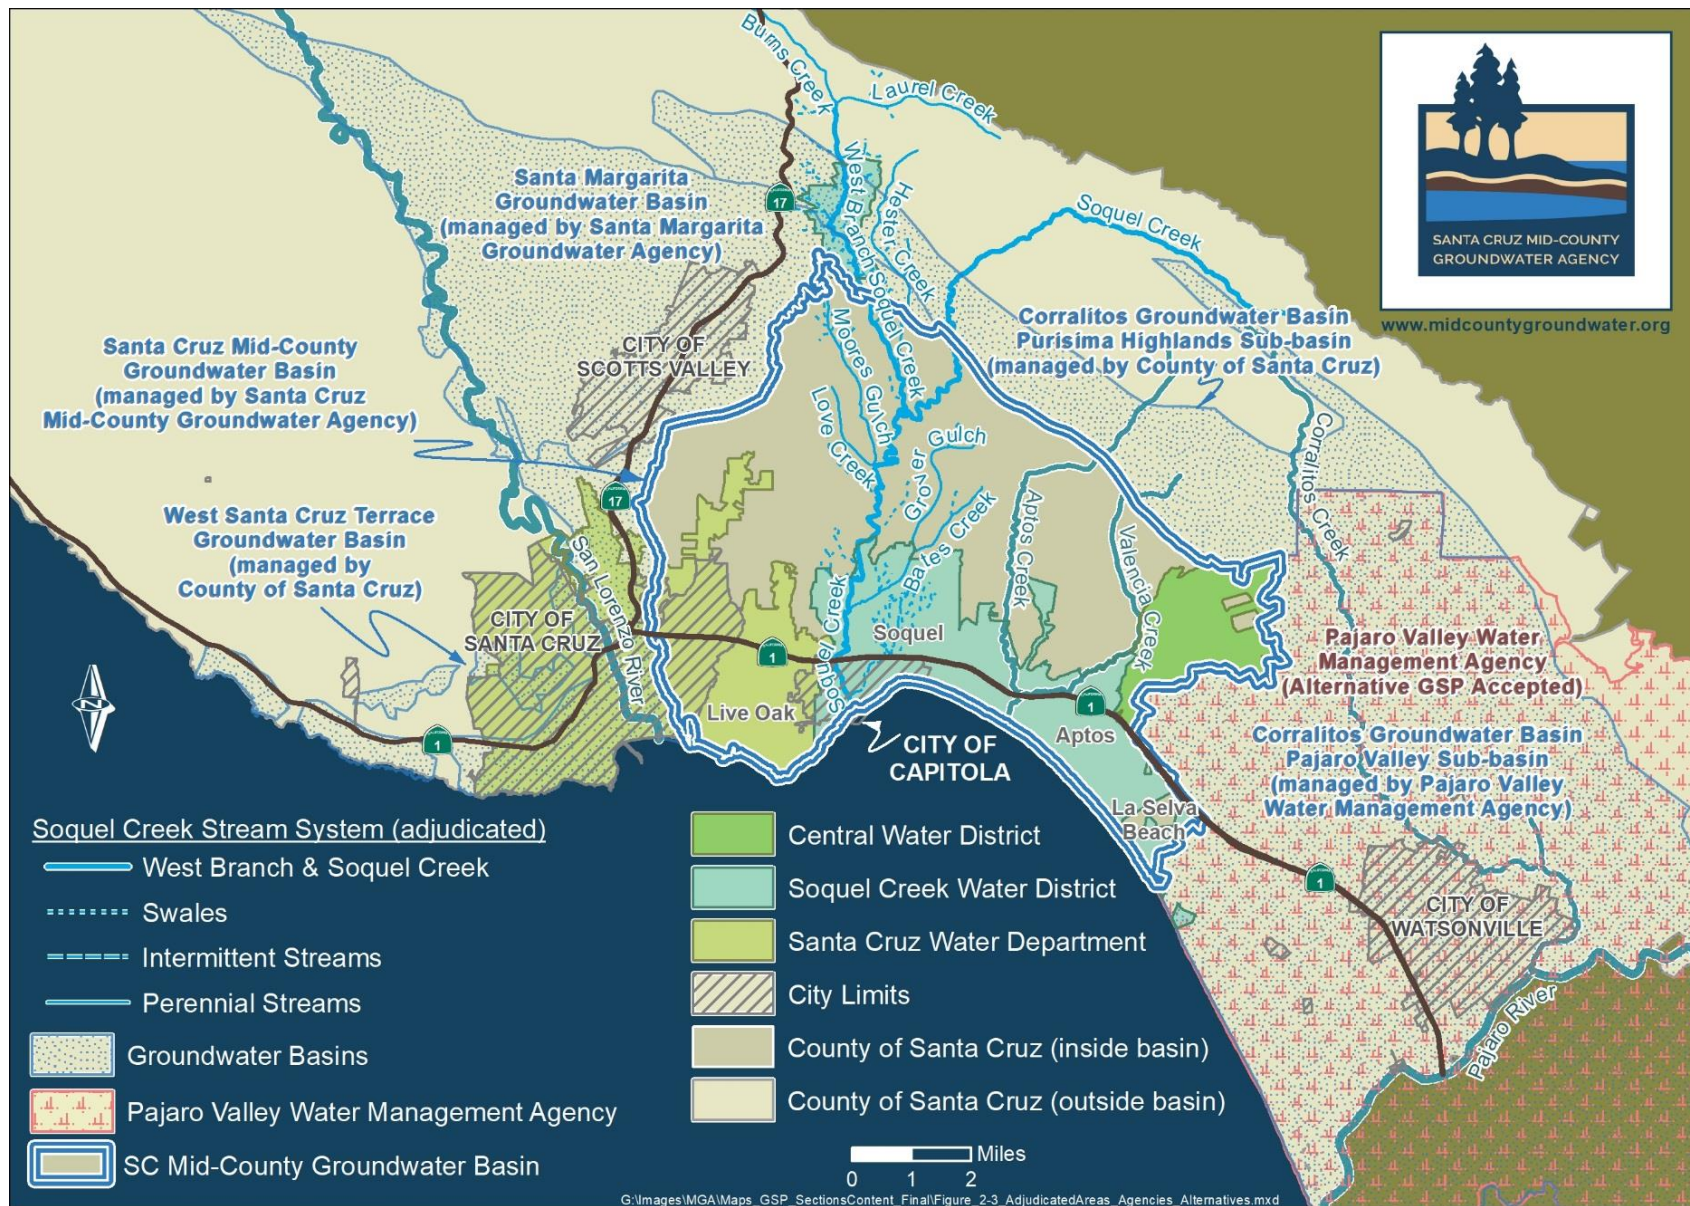 Burns Creek
Laurel Creek
West Branch Soquel Creek
Hester Creek
Soquel Creek
SANTA CRUZ MID-COUNTY
GROUNDWATER AGENCY
www.midcountygroundwater.org
Santa Margarita
Groundwater Basin
(managed by Santa Margarita
Groundwater Agency)
CALIFORNIA
17
Corralitos Groundwater Basin
Purisima Highlands Sub-basin
(managed by County of Santa Cruz)
Santa Cruz Mid-County
Groundwater Basin
(managed by Santa Cruz
Mid-County Groundwater Agency)
CITY OF
SCOTTS VALLEY
Moores Gulch
Love Creek
Grover Gulch
Bates Creek
Aptos Creek
Valencia Creek
Corralitos Creek
CALIFORNIA
17
West Santa Cruz Terrace
Groundwater Basin
(managed by
County of Santa Cruz)
CITY OF
SANTA CRUZ
San Lorenzo River
Soquel Creek
Soquel
CALIFORNIA
1
Pajaro Valley Water
Management Agency
(Alternative GSP Accepted)
N
CALIFORNIA
1
Live Oak
CITY OF
CAPITOLA
CALIFORNIA
1
Aptos
Corralitos Groundwater Basin
Pajaro Valley Sub-basin
(managed by Pajaro Valley
Water Management Agency)
La Selva
Beach
CALIFORNIA
1
CITY OF
WATSONVILLE
Pajaro River
Soquel Creek Stream System (adjudicated)
West Branch & Soquel Creek
Swales
Intermittent Streams
Perennial Streams
Groundwater Basins
Pajaro Valley Water Management Agency
SC Mid-County Groundwater Basin
Central Water District
Soquel Creek Water District
Santa Cruz Water Department
City Limits
County of Santa Cruz (inside basin)
County of Santa Cruz (outside basin)
Miles
0 1 2
G:\Images\MGA\Maps_GSP_SectionsContent_Final\Figure_2-3_AdjudicatedAreas_Agencies_Alternatives.mxd